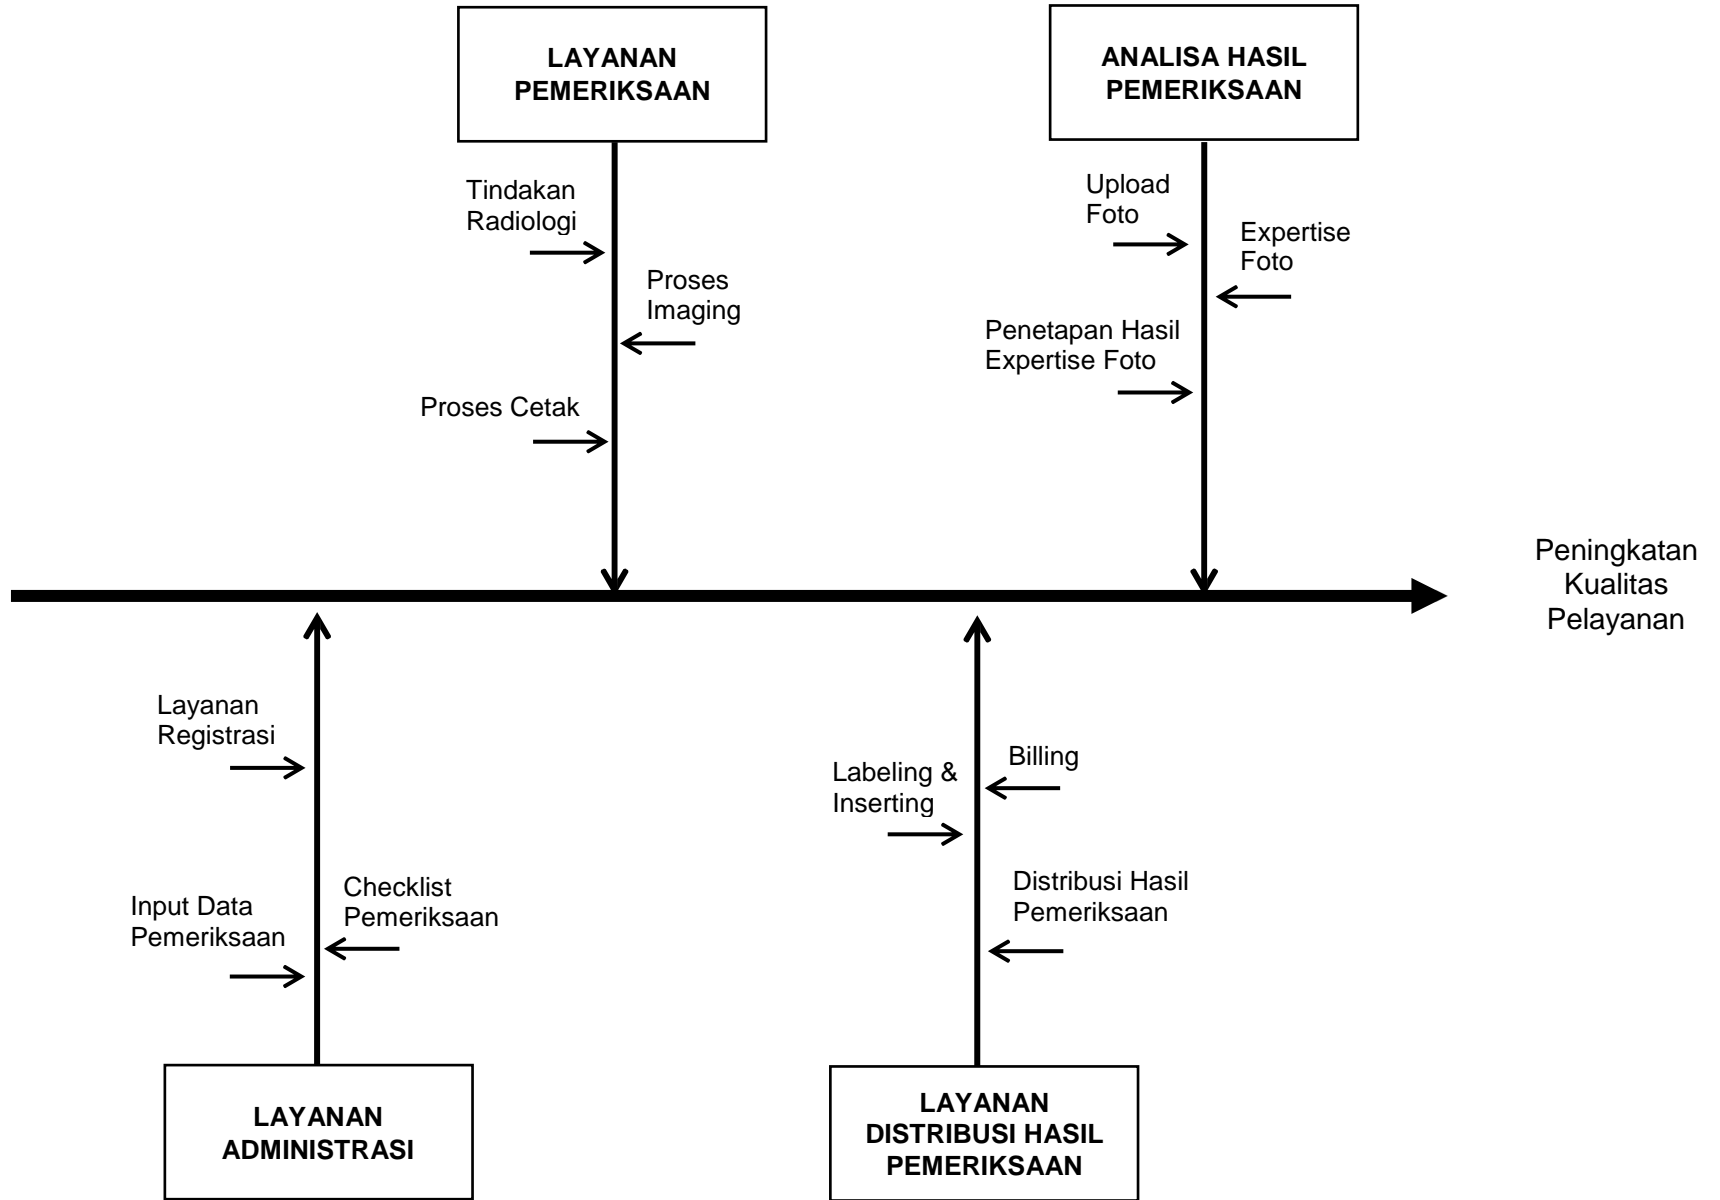 LAYANAN
PEMERIKSAAN
ANALISA HASIL
PEMERIKSAAN
Tindakan
Radiologi
Proses
Imaging
Proses Cetak
Upload
Foto
Expertise
Foto
Penetapan Hasil
Expertise Foto
Peningkatan
Kualitas
Pelayanan
Layanan
Registrasi
Input Data
Pemeriksaan
Checklist
Pemeriksaan
Labeling &
Inserting
Billing
Distribusi Hasil
Pemeriksaan
LAYANAN
ADMINISTRASI
LAYANAN
DISTRIBUSI HASIL
PEMERIKSAAN